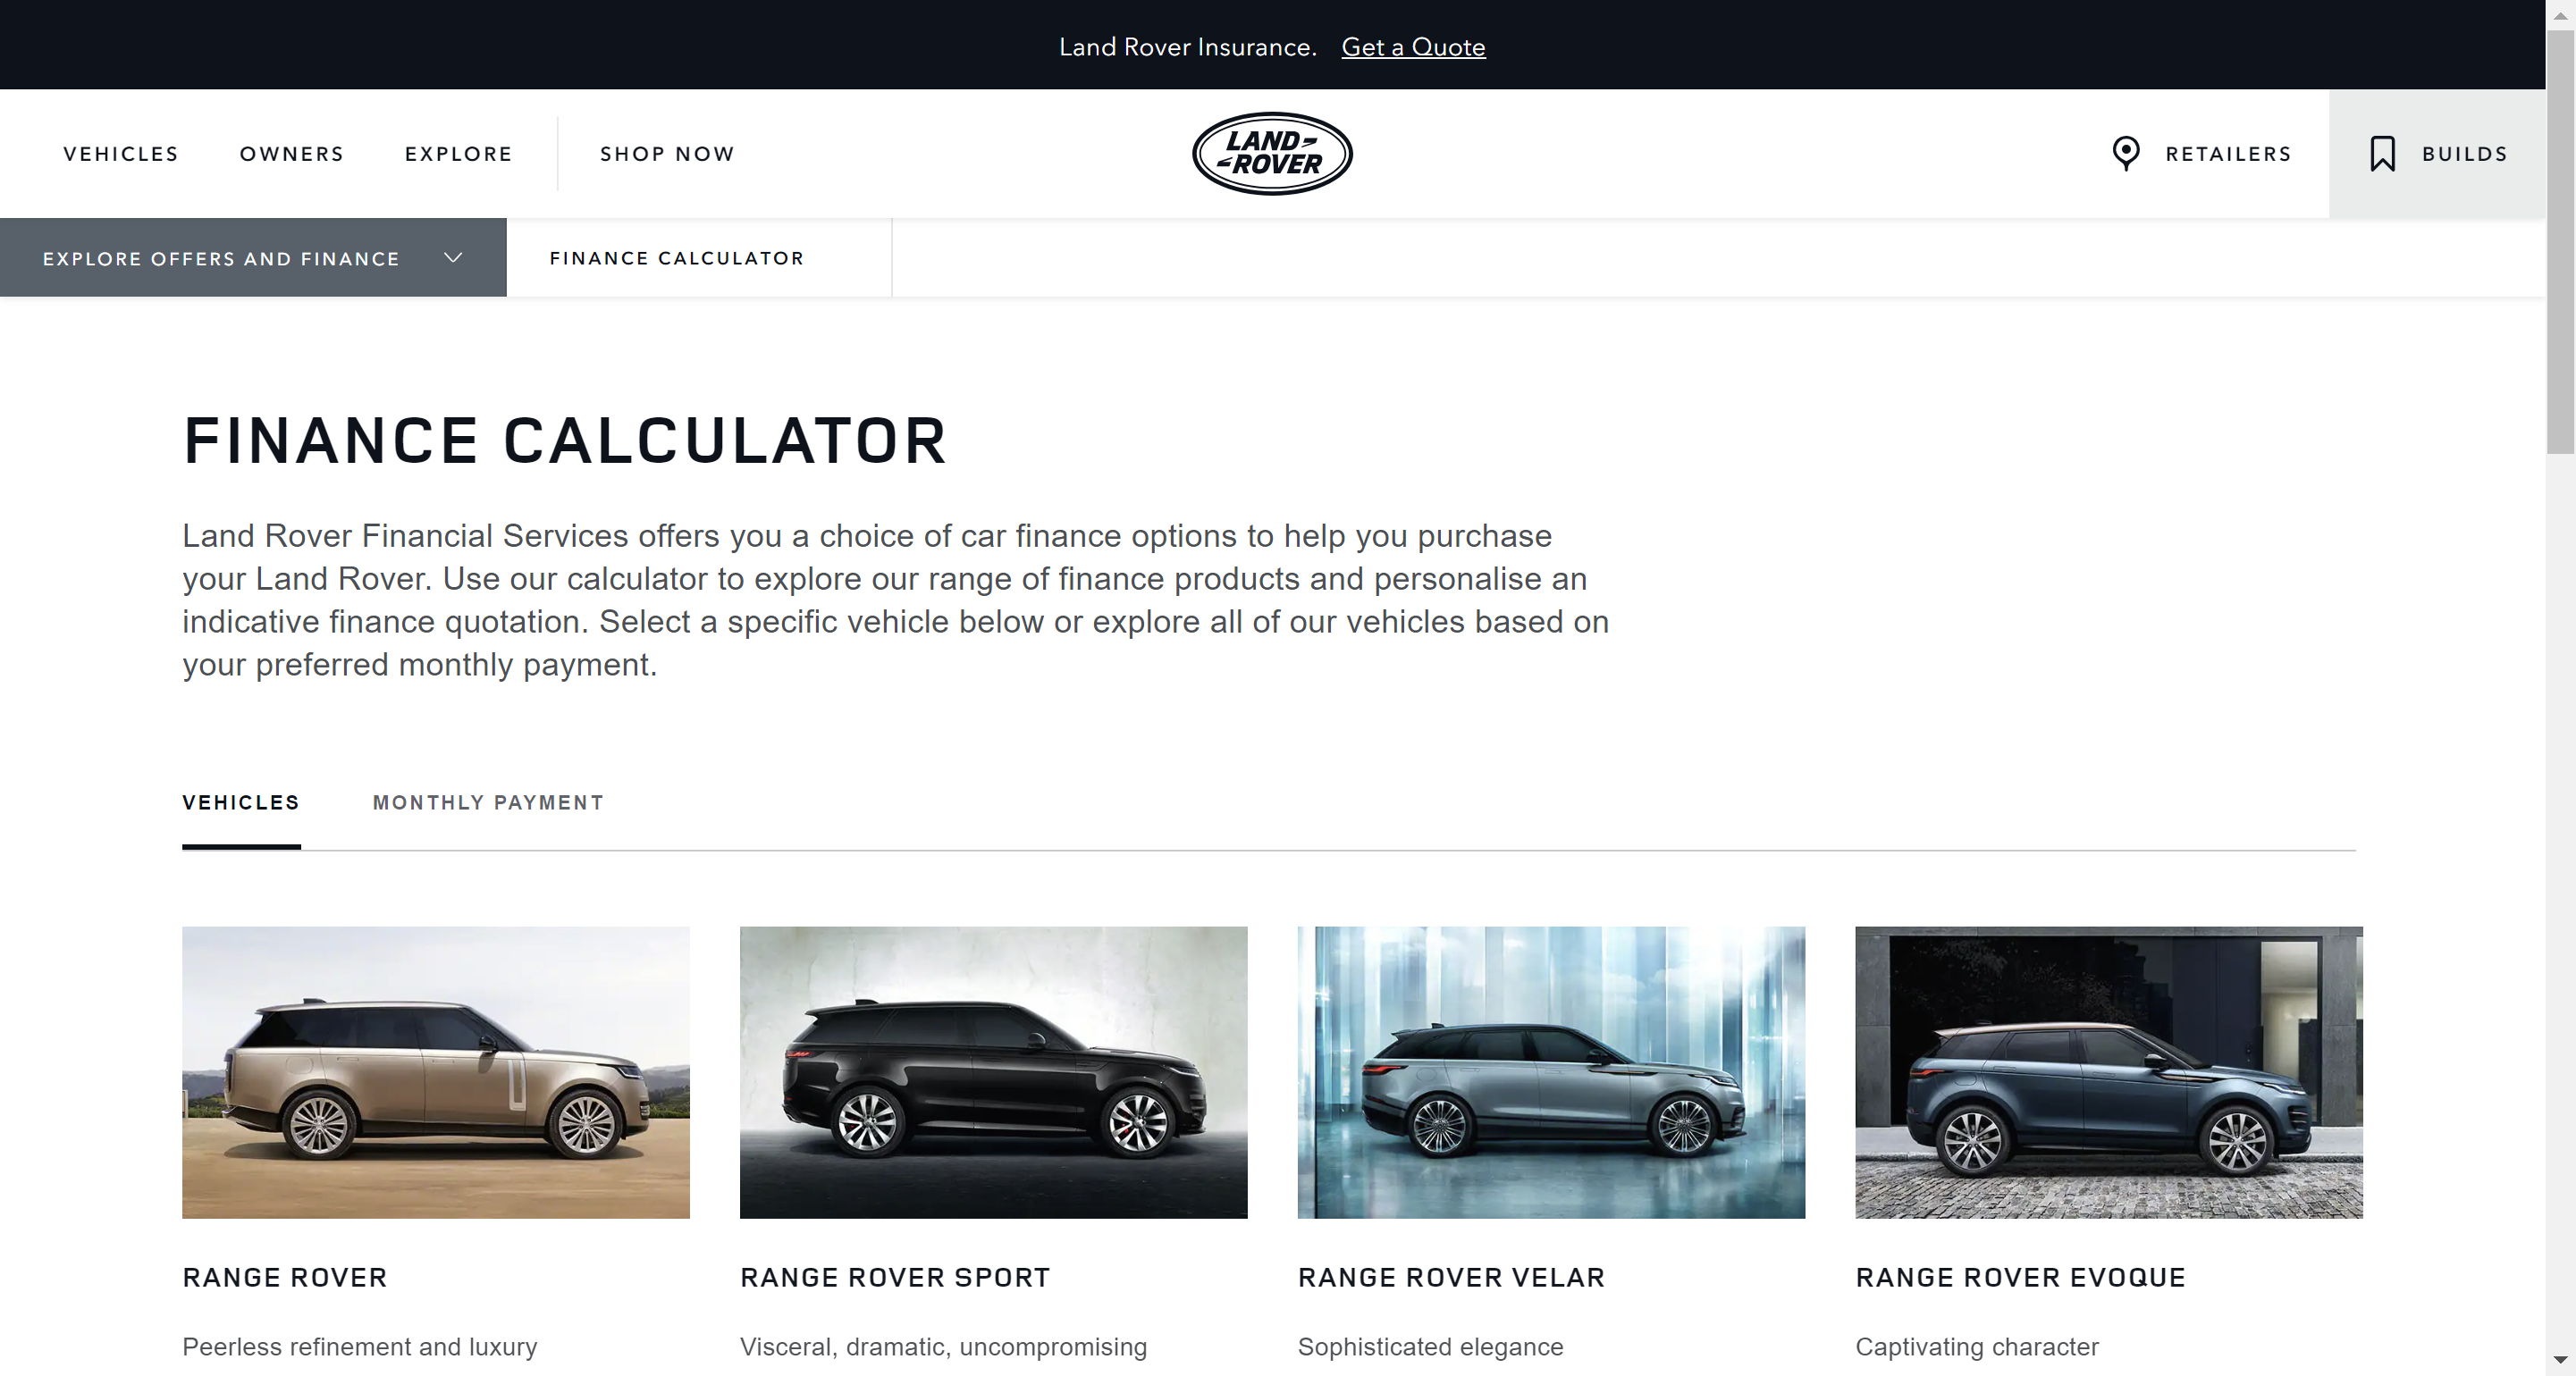 Land Rover Insurance. Get a Quote
VEHICLES OWNERS EXPLORE SHOP NOW
LAND
ROVER
RETAILERS BUILDS
EXPLORE OFFERS AND FINANCE FINANCE CALCULATOR
FINANCE CALCULATOR
Land Rover Financial Services offers you a choice of car finance options to help you purchase
your Land Rover. Use our calculator to explore our range of finance products and personalise an
indicative finance quotation. Select a specific vehicle below or explore all of our vehicles based on
your preferred monthly payment.
VEHICLES MONTHLY PAYMENT
RANGE ROVER
Peerless refinement and luxury
RANGE ROVER SPORT
Visceral, dramatic, uncompromising
RANGE ROVER VELAR
Sophisticated elegance
RANGE ROVER EVOQUE
Captivating character